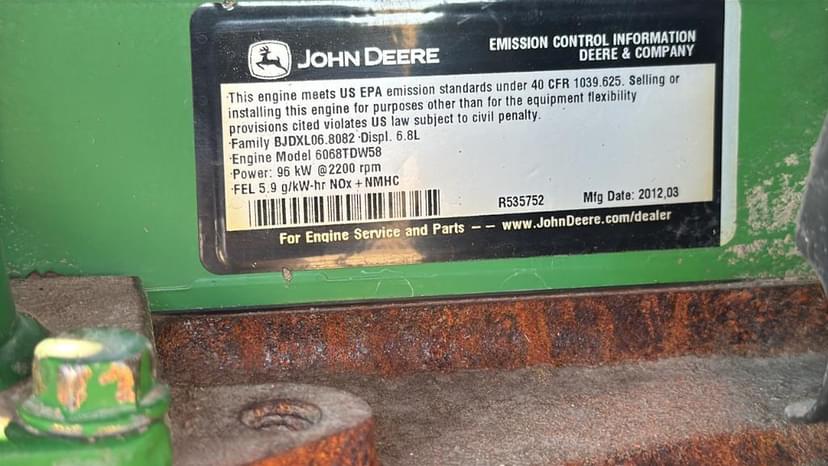 JOHN DEERE
EMISSION CONTROL INFORMATION
DEERE & COMPANY
This engine meets US EPA emission standards under 40 CFR 1039.625. Selling or
installing this engine for purposes other than for the equipment flexibility
provisions cited violates US law subject to civil penalty.
Family BJDXL06.8082 Displ. 6.8L
Engine Model 6068TDW58
Power: 96 kW @2200 rpm
FEL 5.9 g/kW-hr NOx + NMHC
R535752 Mfg Date: 2012,03
For Engine Service and Parts -- www.JohnDeere.com/dealer